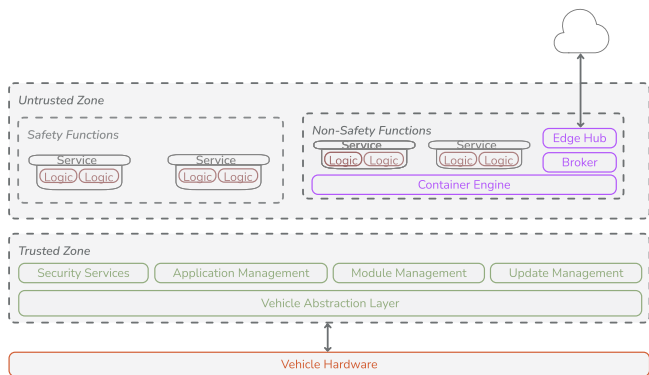 Untrusted Zone
Safety Functions
Service
Logic Logic
Service
Logic Logic
Non-Safety Functions
Service
Logic Logic
Service
Logic Logic
Edge Hub
Broker
Container Engine
Trusted Zone
Security Services
Application Management
Module Management
Update Management
Vehicle Abstraction Layer
Vehicle Hardware